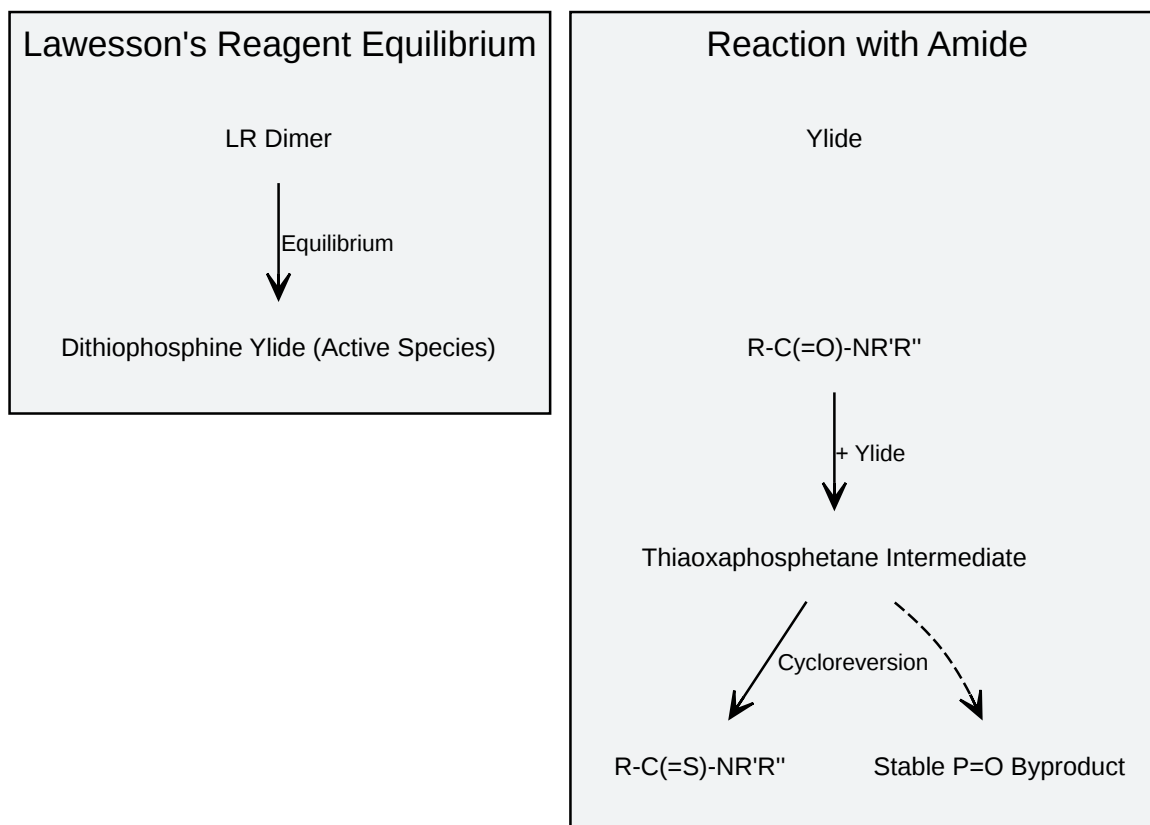 Lawesson's Reagent Equilibrium
LR Dimer
Equilibrium
Dithiophosphine Ylide (Active Species)
Reaction with Amide
Ylide
R-C(=O)-NR'R''
+ Ylide
Thiaoxaphosphetane Intermediate
Cycloreversion
R-C(=S)-NR'R''
Stable P=O Byproduct